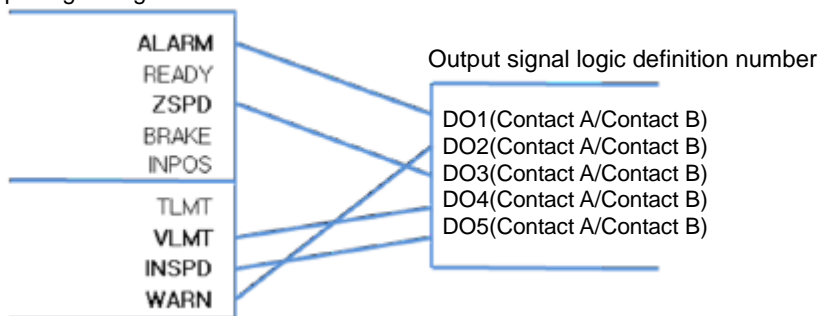 ALARM
READY
ZSPD
BRAKE
INPOS
TLMT
VLMT
INSPD
WARN
Output signal logic definition number
DO1(Contact A/Contact B)
DO2(Contact A/Contact B)
DO3(Contact A/Contact B)
DO4(Contact A/Contact B)
DO5(Contact A/Contact B)